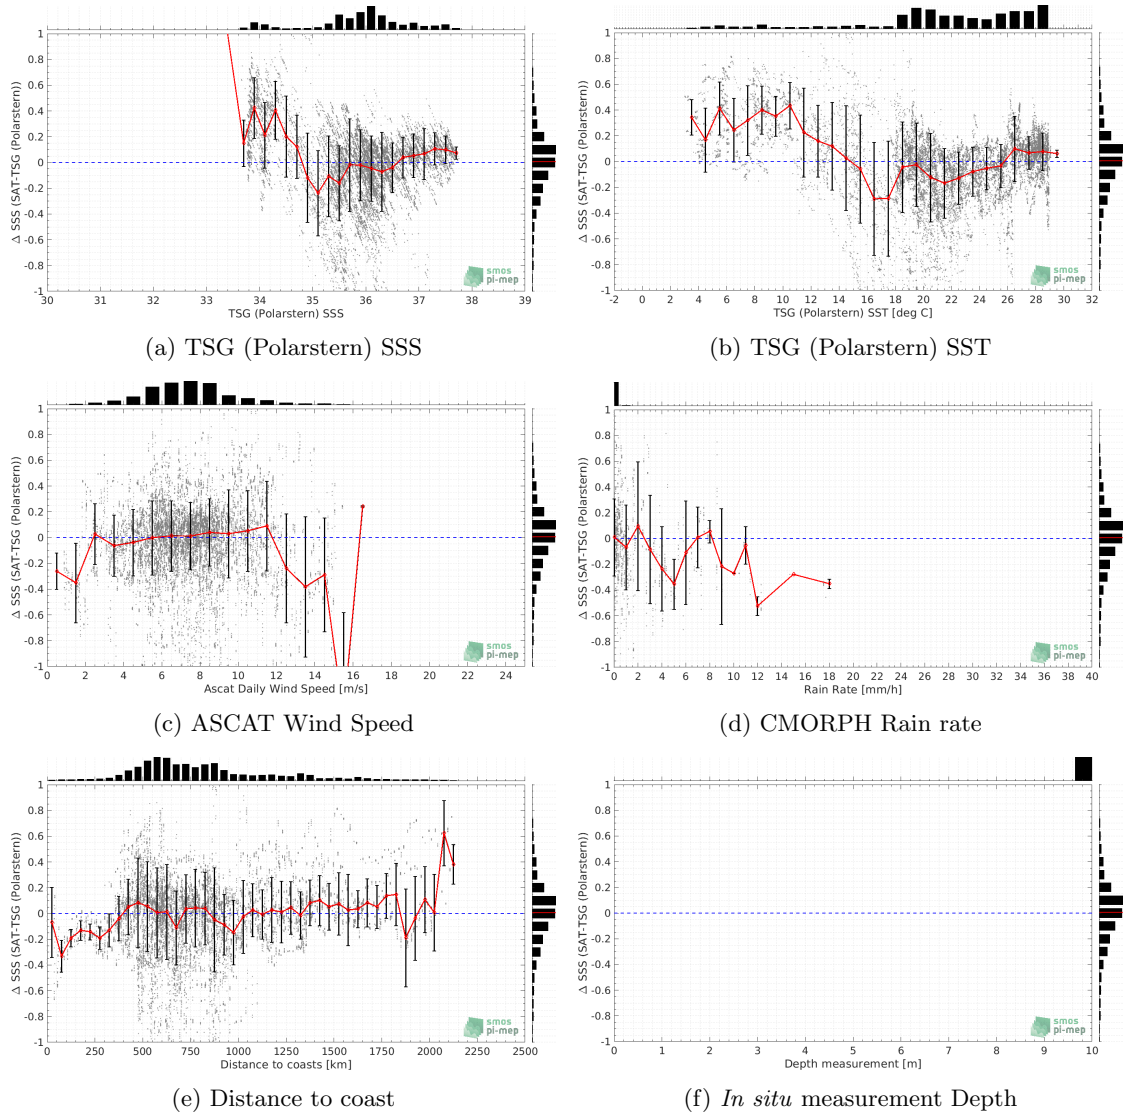 Δ SSS (SAT-TSG (Polarstern))
1
0.8
0.6
0.4
0.2
0
-0.2
-0.4
-0.6
-0.8
-1
30 31 32 33 34 35 36 37 38 39
TSG (Polarstern) SSS
smos
pi-mep
(a) TSG (Polarstern) SSS
Δ SSS (SAT-TSG (Polarstern))
1
0.8
0.6
0.4
0.2
0
-0.2
-0.4
-0.6
-0.8
-1
-2 0 2 4 6 8 10 12 14 16 18 20 22 24 26 28 30 32
TSG (Polarstern) SST [deg C]
smos
pi-mep
(b) TSG (Polarstern) SST
Δ SSS (SAT-TSG (Polarstern))
1
0.8
0.6
0.4
0.2
0
-0.2
-0.4
-0.6
-0.8
-1
0 2 4 6 8 10 12 14 16 18 20 22 24
Ascat Daily Wind Speed [m/s]
smos
pi-mep
(c) ASCAT Wind Speed
Δ SSS (SAT-TSG (Polarstern))
1
0.8
0.6
0.4
0.2
0
-0.2
-0.4
-0.6
-0.8
-1
0 2 4 6 8 10 12 14 16 18 20 22 24 26 28 30 32 34 36 38 40
Rain Rate [mm/h]
smos
pi-mep
(d) CMORPH Rain rate
Δ SSS (SAT-TSG (Polarstern))
1
0.8
0.6
0.4
0.2
0
-0.2
-0.4
-0.6
-0.8
-1
0 250 500 750 1000 1250 1500 1750 2000 2250 2500
Distance to coasts [km]
smos
pi-mep
(e) Distance to coast
Δ SSS (SAT-TSG (Polarstern))
1
0.8
0.6
0.4
0.2
0
-0.2
-0.4
-0.6
-0.8
-1
0 1 2 3 4 5 6 7 8 9 10
Depth measurement [m]
smos
pi-mep
(f) In situ measurement Depth